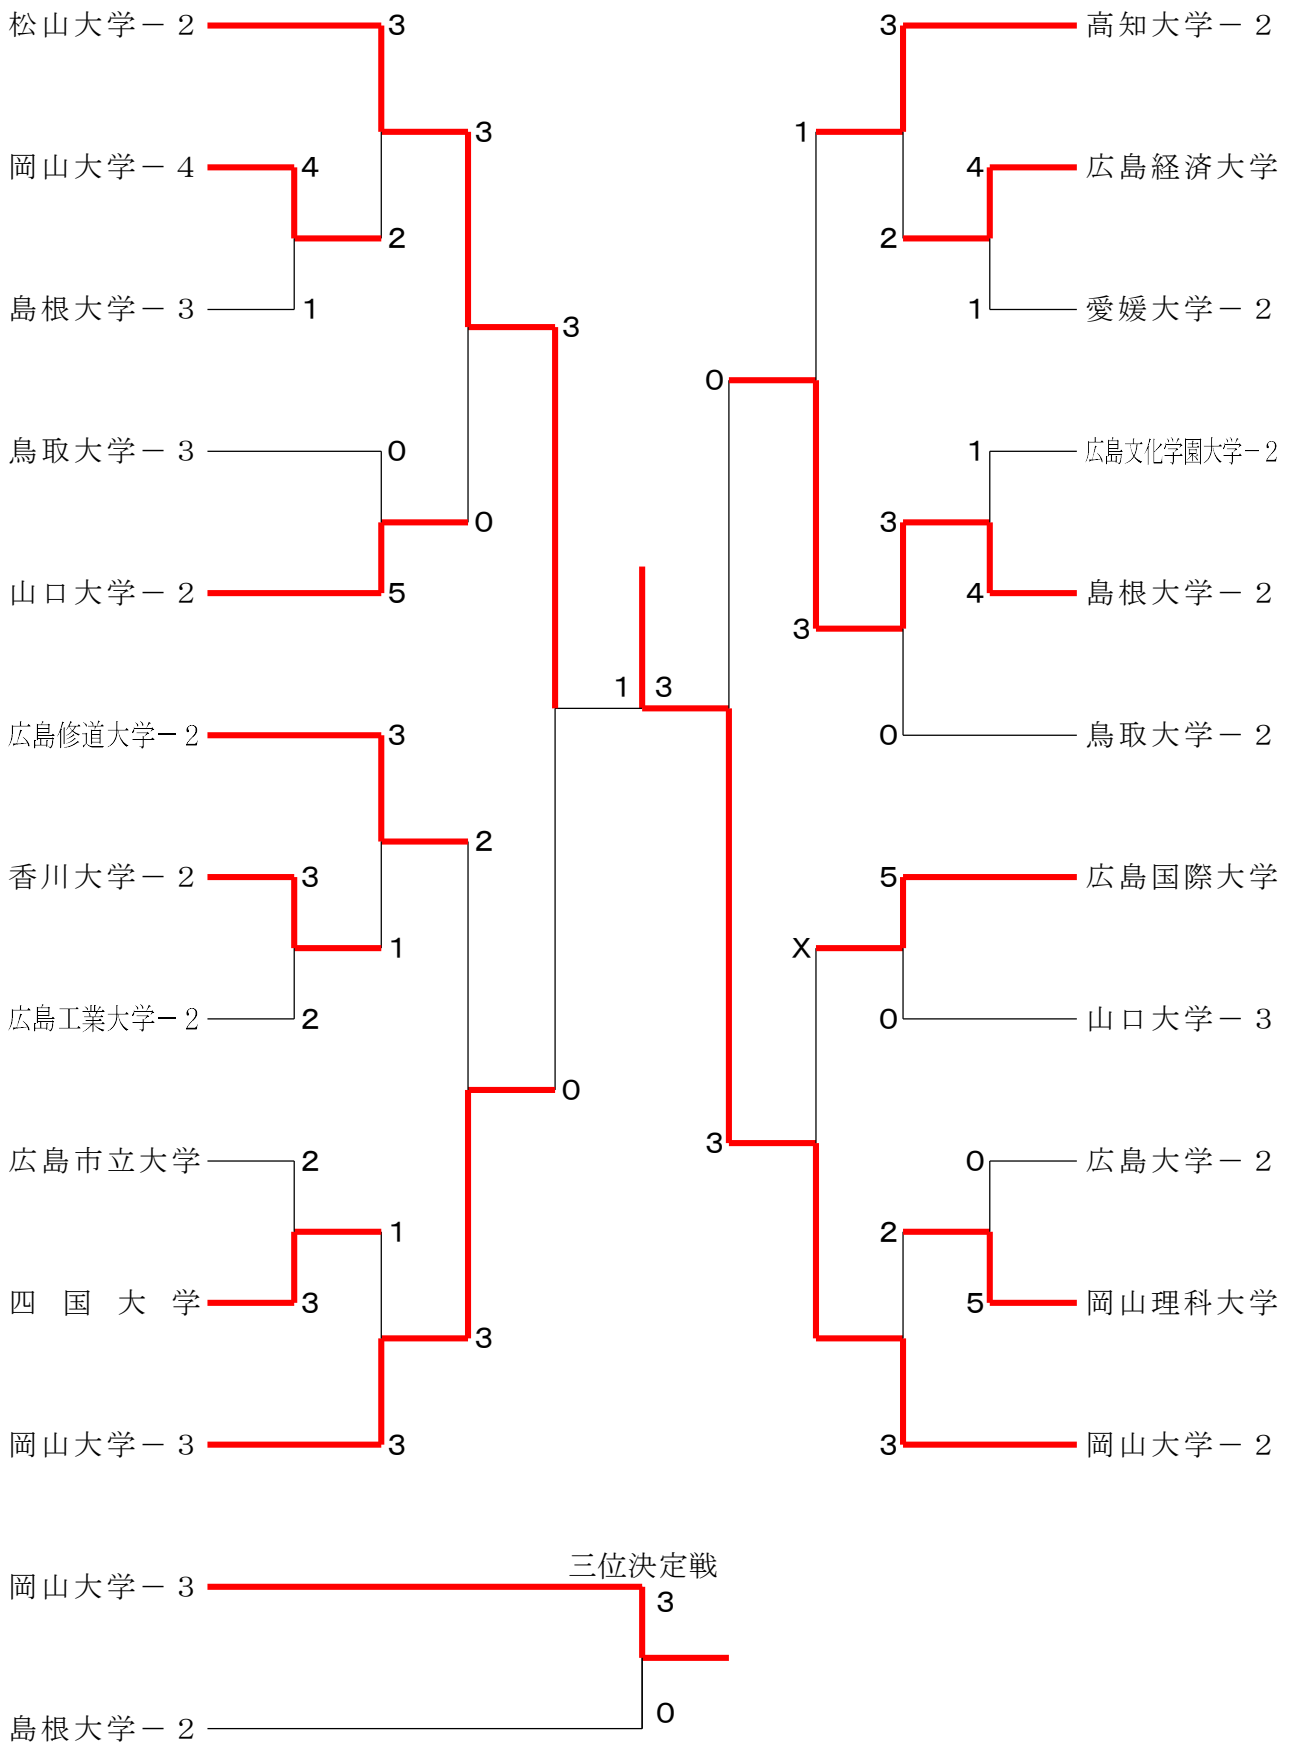 松山大学－２ 3 3 高知大学－２
3 1
岡山大学－４ 4 4 広島経済大学
2 2
島根大学－３ 1 1 愛媛大学－２
3
0
鳥取大学－３ 0 1 広島文化学園大学－２
0 3
山口大学－２ 5 4 島根大学－２
3
1 3
広島修道大学－２ 3 0 鳥取大学－２
2
香川大学－２ 3 5 広島国際大学
1 X
広島工業大学－２ 2 0 山口大学－３
0
3
広島市立大学 2 0 広島大学－２
1 2
四国大学 3 5 岡山理科大学
3
岡山大学－３ 3 3 岡山大学－２
三位決定戦
岡山大学－３ 3
島根大学－２ 0